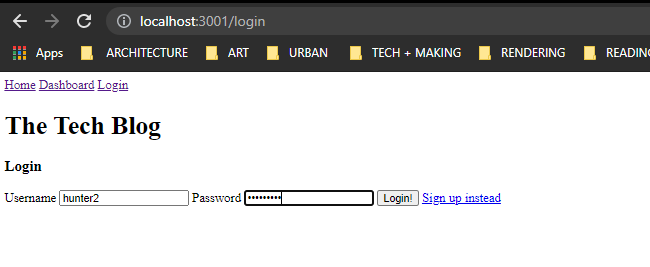 localhost:3001/login
Apps ARCHITECTURE ART URBAN TECH + MAKING RENDERING READING
Home Dashboard Login
The Tech Blog
Login
Username hunter2 Password ••••••••• Login! Sign up instead